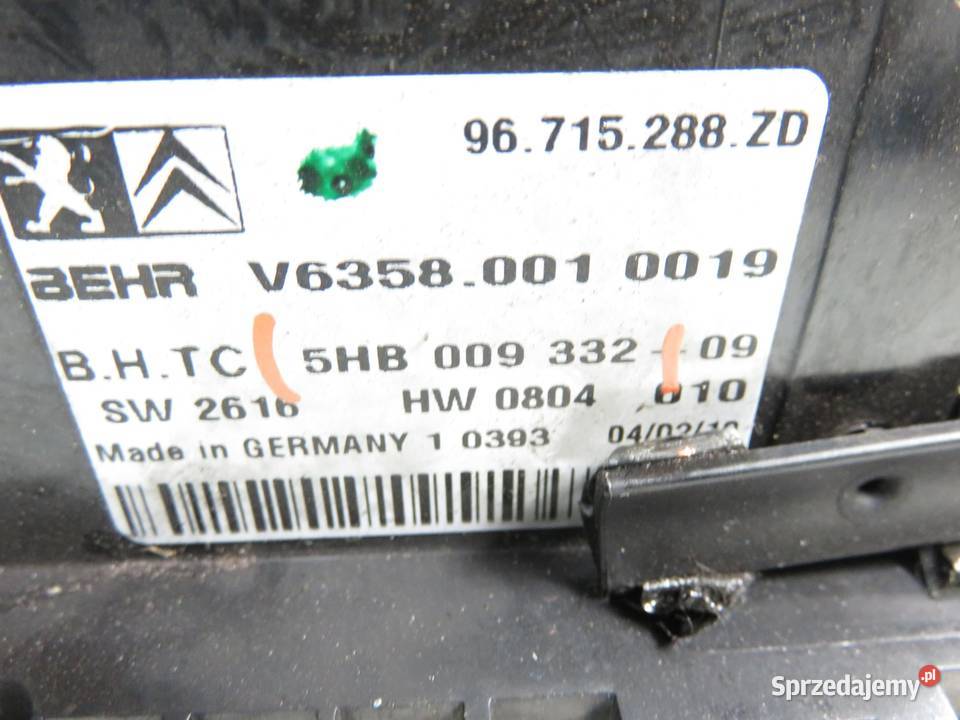 96.715.288.ZD
BEHR V6358.001 0019
B.H.TC 5HB 009 332-09
SW 2616 HW 0804 010
Made in GERMANY 1 0393
Sprzedajemy.pl